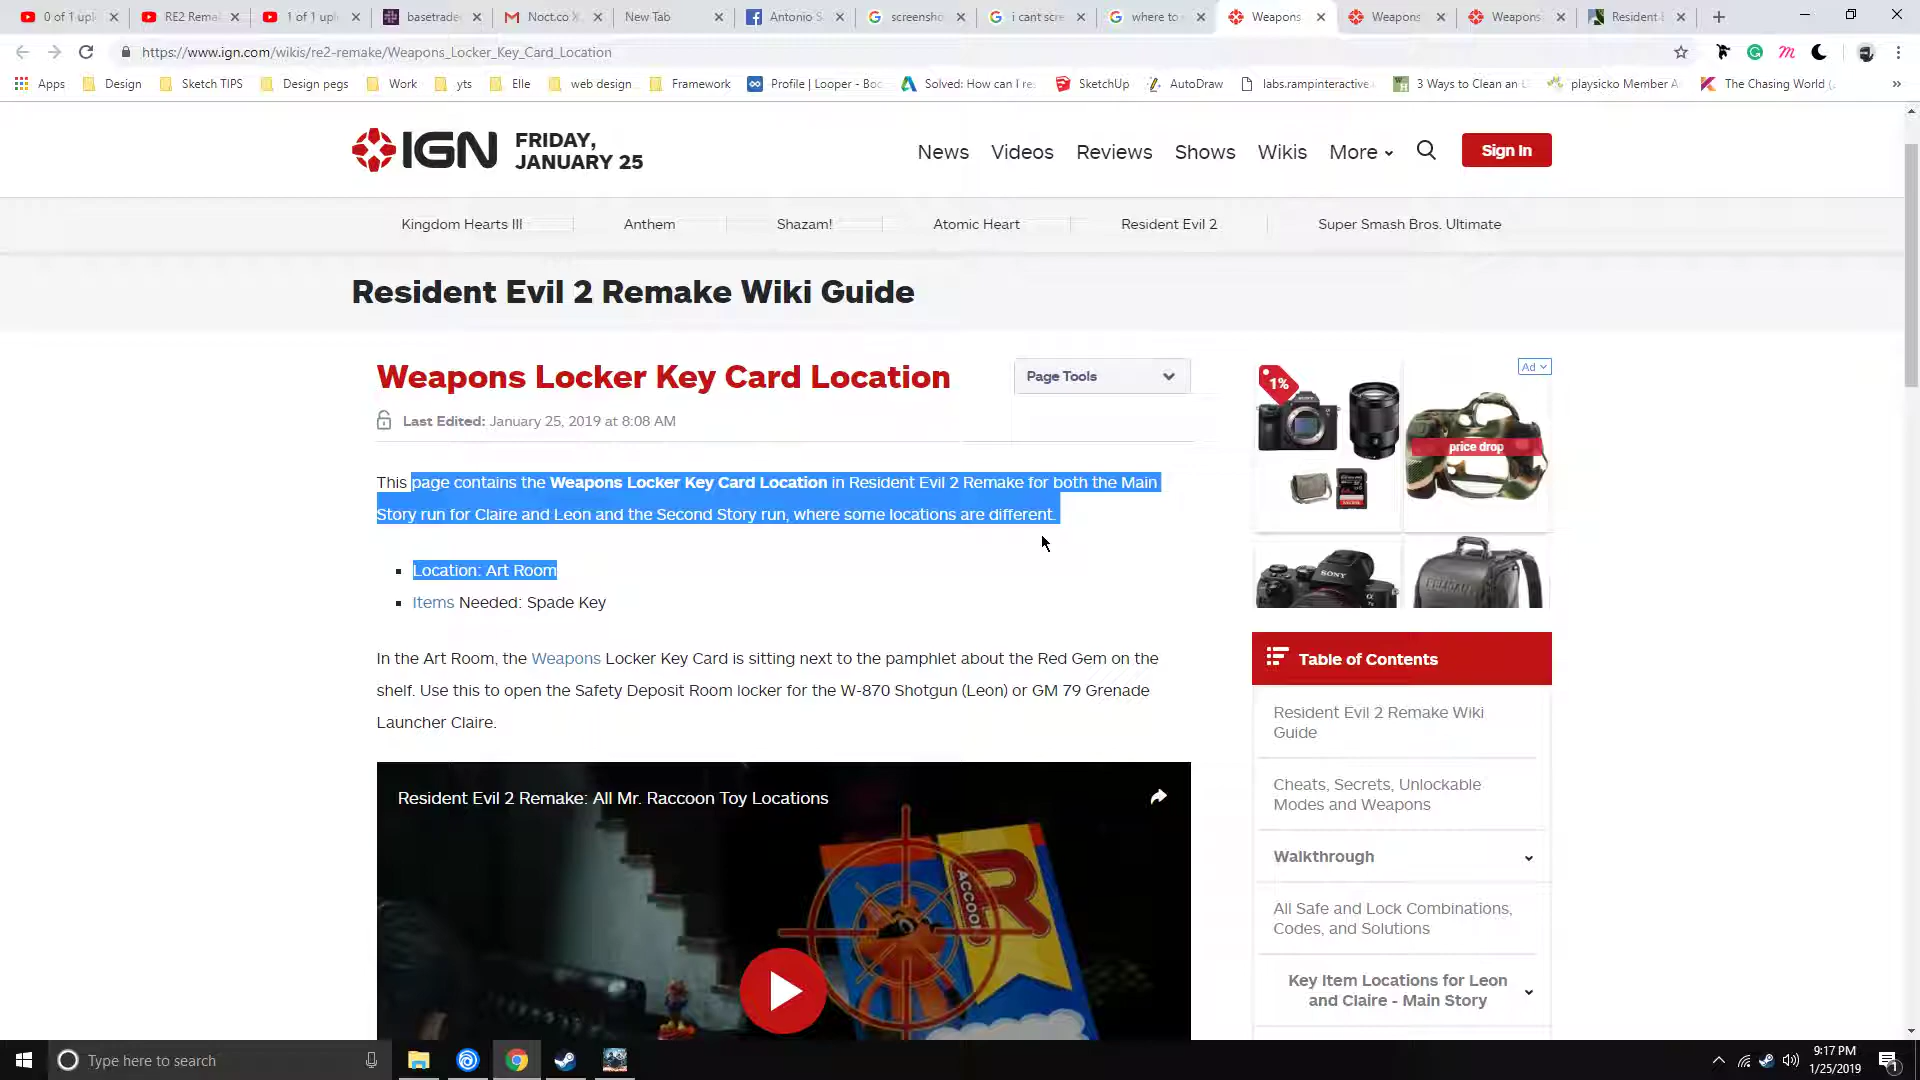 0 of 1 upl
RE2 Rema
1 of 1 upl
basetrade
Noct.co X
New Tab
Antonio S
screensho
i cant scre
where to
Weapons
Weapons
Weapons
Resident
https://www.ign.com/wikis/re2-remake/Weapons_Locker_Key_Card_Location
Apps
Design
Sketch TIPS
Design pegs
Work
yts
Elle
web design
Framework
Profile | Looper - Boc
Solved: How can I re
SketchUp
AutoDraw
labs.rampinteractive
3 Ways to Clean an
playsicko Member A
The Chasing World
IGN
FRIDAY,
JANUARY 25
News
Videos
Reviews
Shows
Wikis
More
Sign In
Kingdom Hearts III
Anthem
Shazam!
Atomic Heart
Resident Evil 2
Super Smash Bros. Ultimate
Resident Evil 2 Remake Wiki Guide
Weapons Locker Key Card Location
Page Tools
Last Edited: January 25, 2019 at 8:08 AM
This page contains the Weapons Locker Key Card Location in Resident Evil 2 Remake for both the Main
Story run for Claire and Leon and the Second Story run, where some locations are different.
▪ Location: Art Room
▪ Items Needed: Spade Key
In the Art Room, the Weapons Locker Key Card is sitting next to the pamphlet about the Red Gem on the
shelf. Use this to open the Safety Deposit Room locker for the W-870 Shotgun (Leon) or GM 79 Grenade
Launcher Claire.
Resident Evil 2 Remake: All Mr. Raccoon Toy Locations
ACCOON
R
Ad
1%
price drop
SONY
Table of Contents
Resident Evil 2 Remake Wiki
Guide
Cheats, Secrets, Unlockable
Modes and Weapons
Walkthrough
All Safe and Lock Combinations,
Codes, and Solutions
Key Item Locations for Leon
and Claire - Main Story
Type here to search
9:17 PM
1/25/2019
1